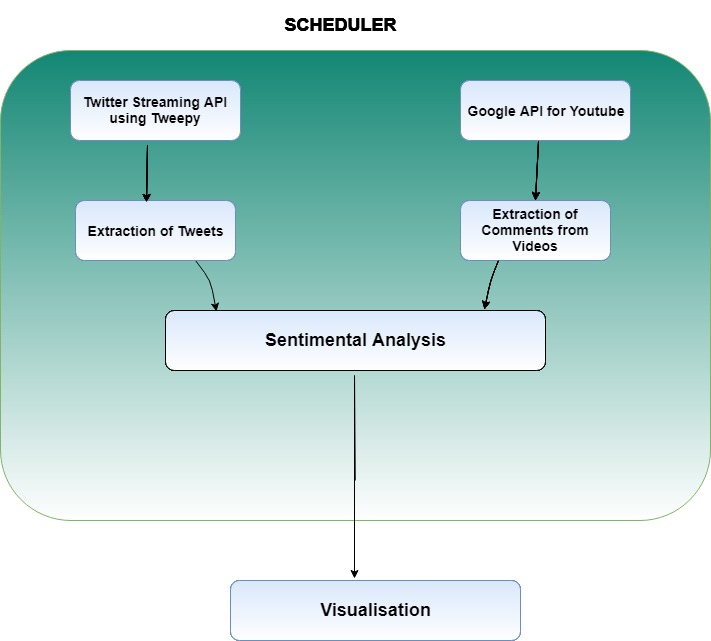 SCHEDULER
Twitter Streaming API
using Tweepy
Google API for Youtube
Extraction of Tweets
Extraction of
Comments from
Videos
Sentimental Analysis
Visualisation